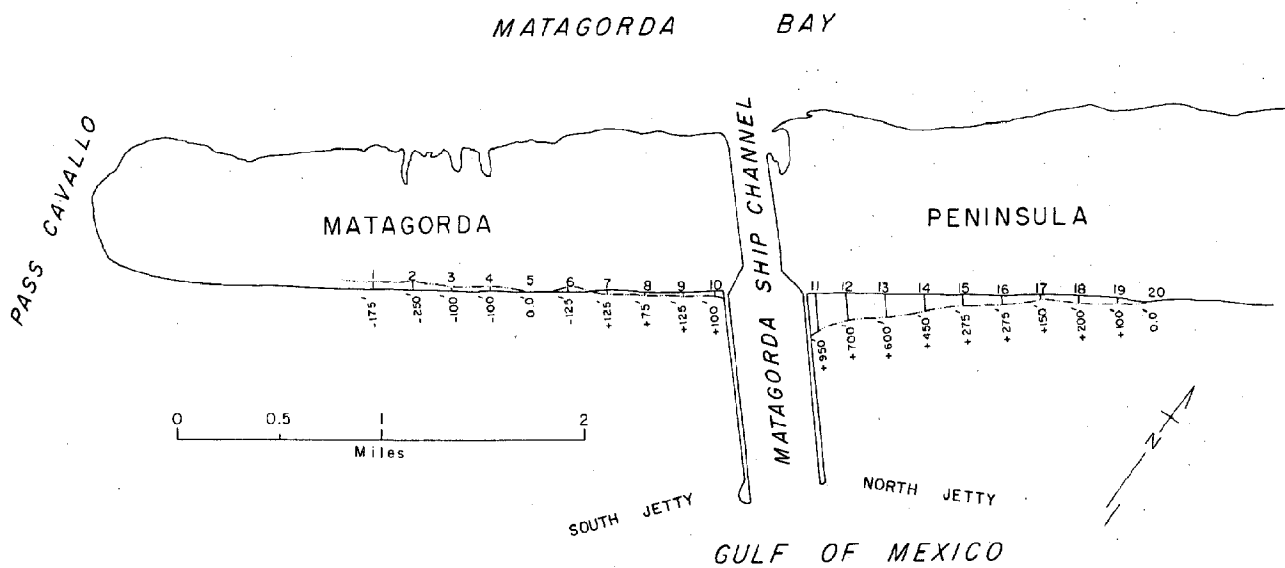 MATAGORDA BAY
PASS CAVALLO
MATAGORDA
MATAGORDA SHIP CHANNEL
PENINSULA
1 2 3 4 5 6 7 8 9 10
-175' -250' -100' -100' 0.0' -125' +125' +75' +125' +100'
11 12 13 14 15 16 17 18 19 20
+950' +700' +600' +450' +275' +275' +150' +200' +100' 0.0'
0 0.5 1 2
Miles
N
SOUTH JETTY
NORTH JETTY
GULF OF MEXICO